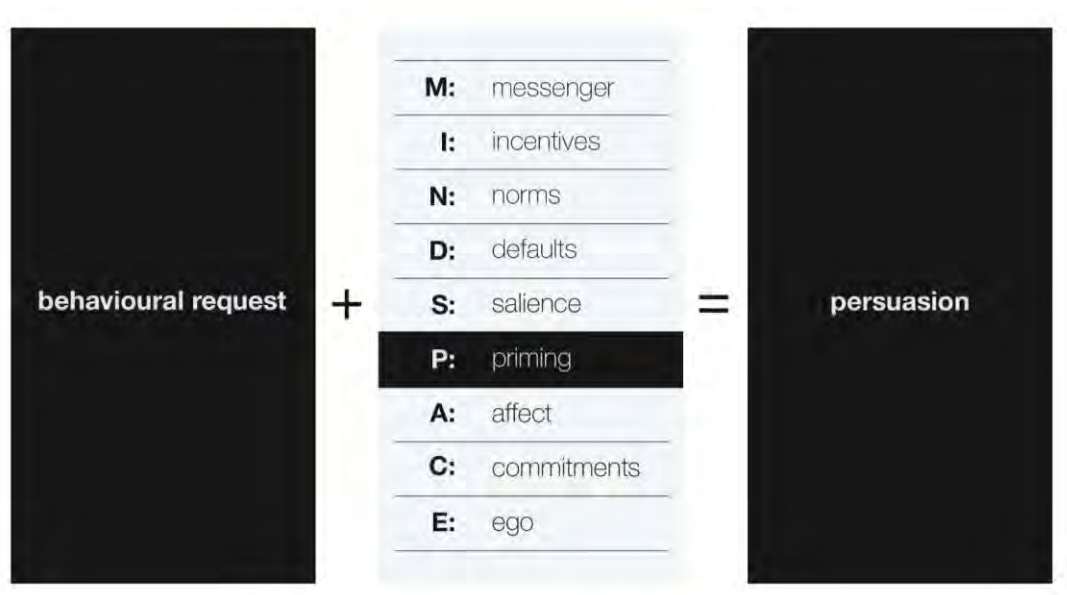 behavioural request
+
M: messenger
I: incentives
N: norms
D: defaults
S: salience
P: priming
A: affect
C: commitments
E: ego
=
persuasion